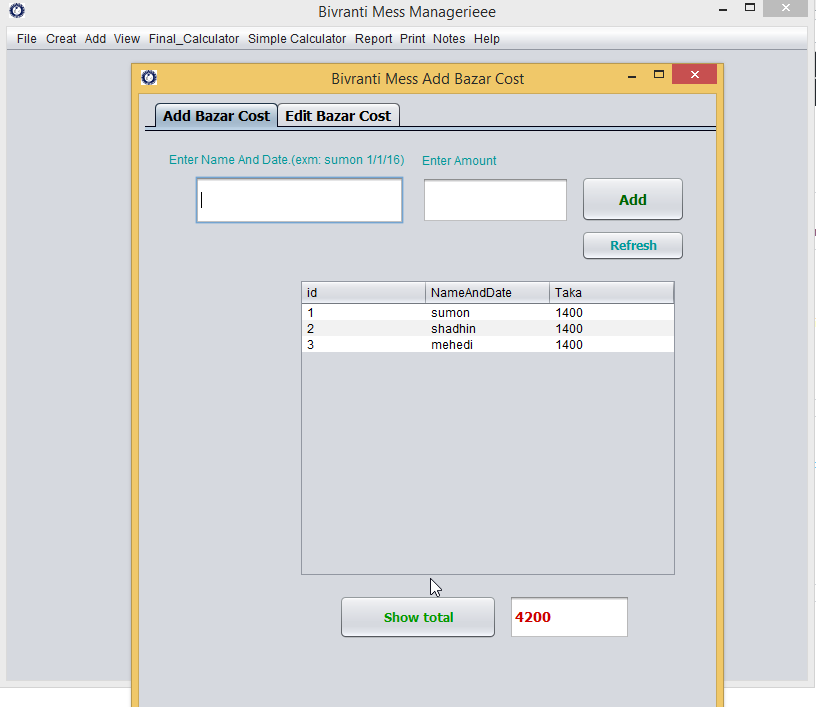 Bivranti Mess Managerieee
File Creat Add View Final_Calculator Simple Calculator Report Print Notes Help
Bivranti Mess Add Bazar Cost
Add Bazar Cost Edit Bazar Cost
Enter Name And Date.(exm: sumon 1/1/16) Enter Amount
Add
Refresh
id NameAndDate Taka
1 sumon 1400
2 shadhin 1400
3 mehedi 1400
Show total 4200